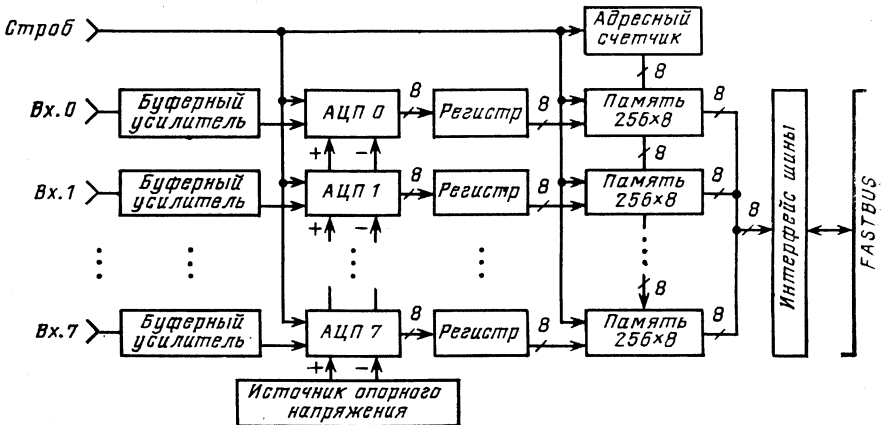 Строб
Адресный
счетчик
8
Вх.0
Буферный
усилитель
АЦП 0
8
Регистр
8
Память
256×8
8
+
−
8
Вх.1
Буферный
усилитель
АЦП 1
8
Регистр
8
Память
256×8
8
+
−
8
Интерфейс шины
FASTBUS
8
Вх.7
Буферный
усилитель
АЦП 7
8
Регистр
8
Память
256×8
8
+
−
Источник опорного
напряжения